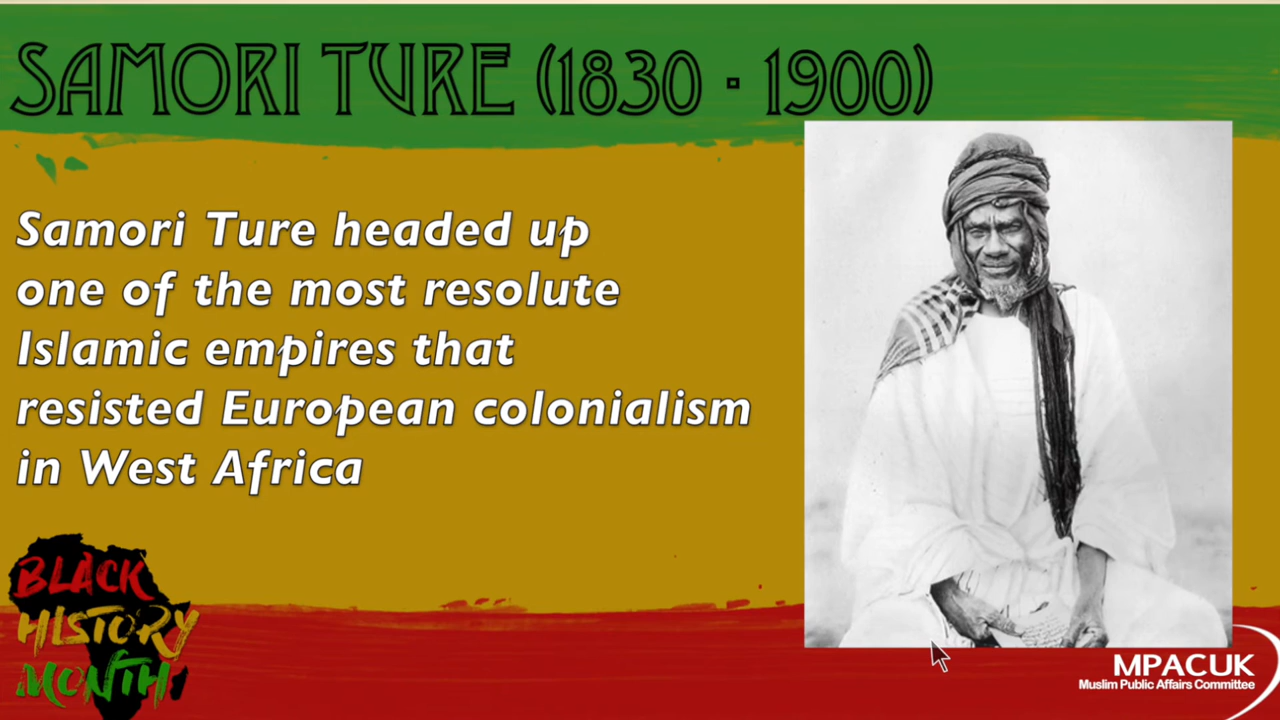 SAMORI TURE (1830 · 1900)
Samori Ture headed up
one of the most resolute
Islamic empires that
resisted European colonialism
in West Africa
BLACK
HISTORY
MONTH
MPACUK
Muslim Public Affairs Committee